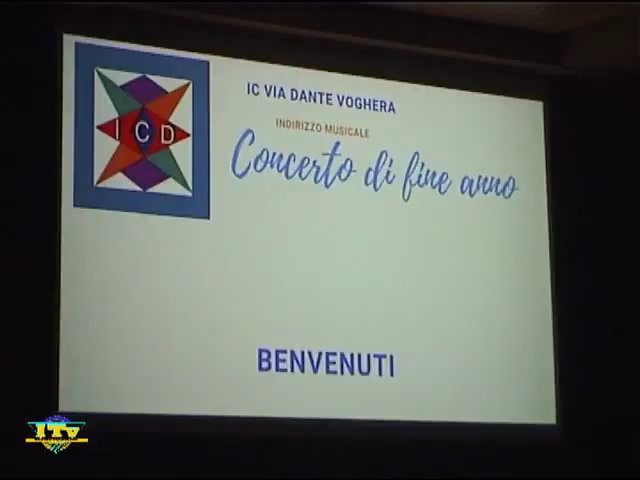 IC VIA DANTE VOGHERA
INDIRIZZO MUSICALE
Concerto di fine anno
ICD
BENVENUTI
ITv